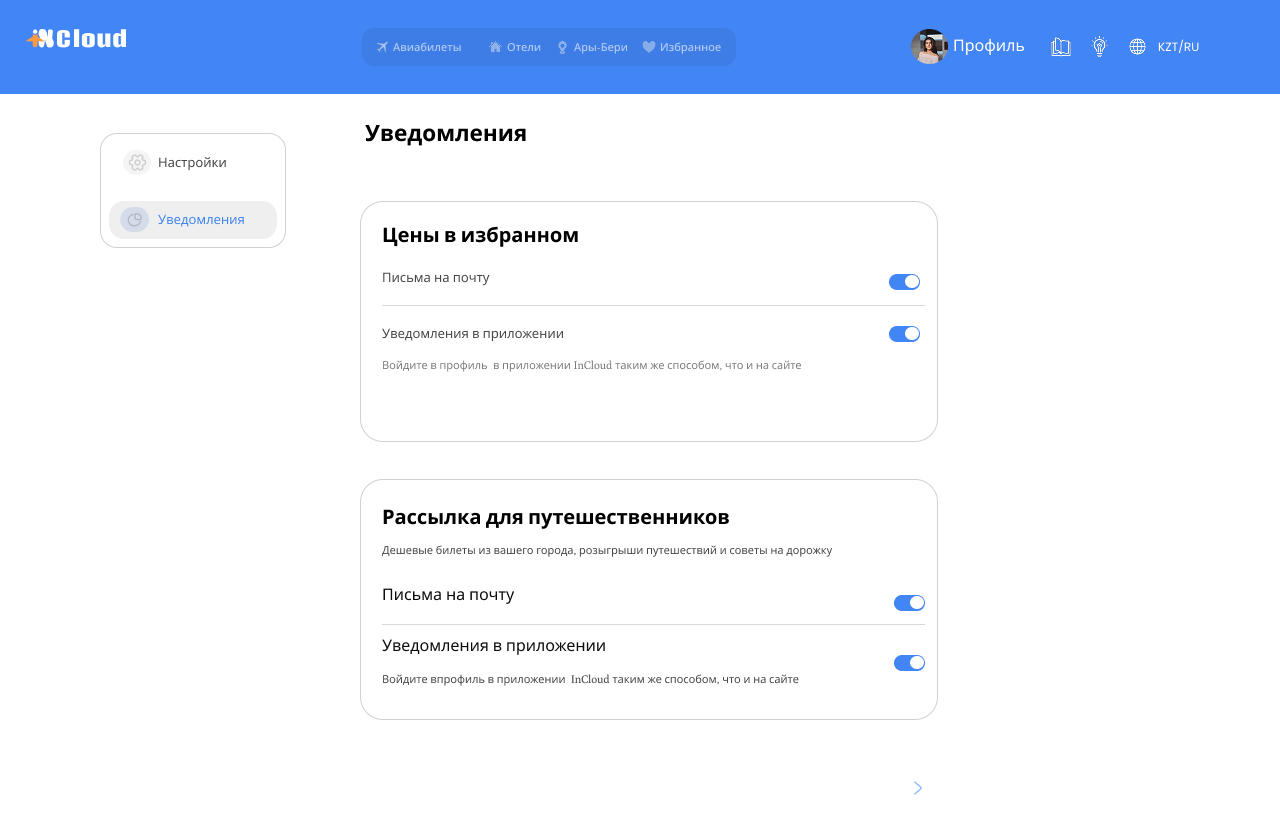 inCloud
Авиабилеты Отели Ары-Бери Избранное
Профиль KZT/RU
Уведомления
Настройки
Уведомления
Цены в избранном
Письма на почту
Уведомления в приложении
Войдите в профиль в приложении InCloud таким же способом, что и на сайте
Рассылка для путешественников
Дешевые билеты из вашего города, розыгрыши путешествий и советы на дорожку
Письма на почту
Уведомления в приложении
Войдите впрофиль в приложении InCloud таким же способом, что и на сайте